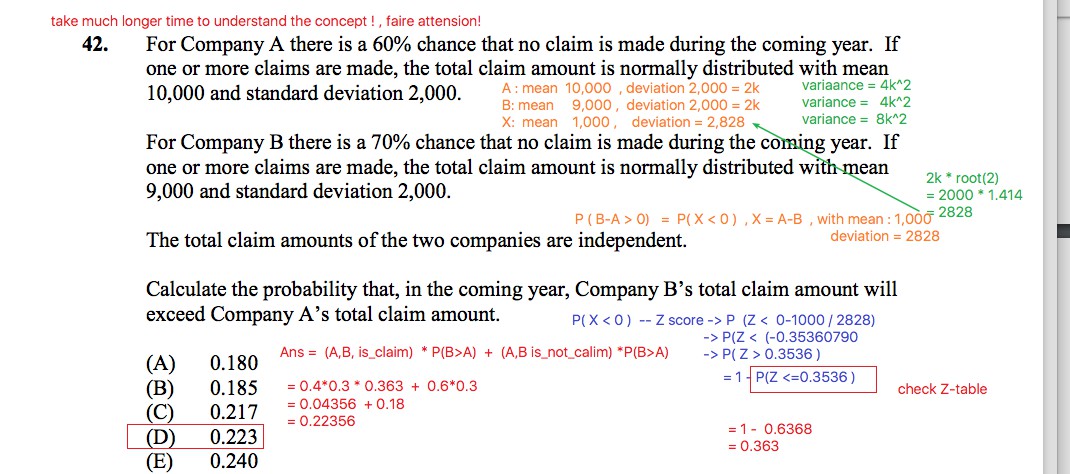 take much longer time to understand the concept ! , faire attension!
42. For Company A there is a 60% chance that no claim is made during the coming year. If
one or more claims are made, the total claim amount is normally distributed with mean
10,000 and standard deviation 2,000.
A : mean 10,000 , deviation 2,000 = 2k variaance = 4k^2
B: mean 9,000 , deviation 2,000 = 2k variance = 4k^2
X: mean 1,000 , deviation = 2,828 variance = 8k^2
For Company B there is a 70% chance that no claim is made during the coming year. If
one or more claims are made, the total claim amount is normally distributed with mean
9,000 and standard deviation 2,000.
2k * root(2)
= 2000 * 1.414
= 2828
P ( B-A > 0) = P( X < 0 ) , X = A-B , with mean : 1,000
deviation = 2828
The total claim amounts of the two companies are independent.
Calculate the probability that, in the coming year, Company B’s total claim amount will
exceed Company A’s total claim amount.
P( X < 0 ) -- Z score -> P (Z < 0-1000 / 2828)
-> P(Z < (-0.35360790
-> P( Z > 0.3536 )
= 1 - P(Z <=0.3536 )
check Z-table
= 1 - 0.6368
= 0.363
Ans = (A,B, is_claim) * P(B>A) + (A,B is_not_calim) *P(B>A)
= 0.4*0.3 * 0.363 + 0.6*0.3
= 0.04356 + 0.18
= 0.22356
(A) 0.180
(B) 0.185
(C) 0.217
(D) 0.223
(E) 0.240